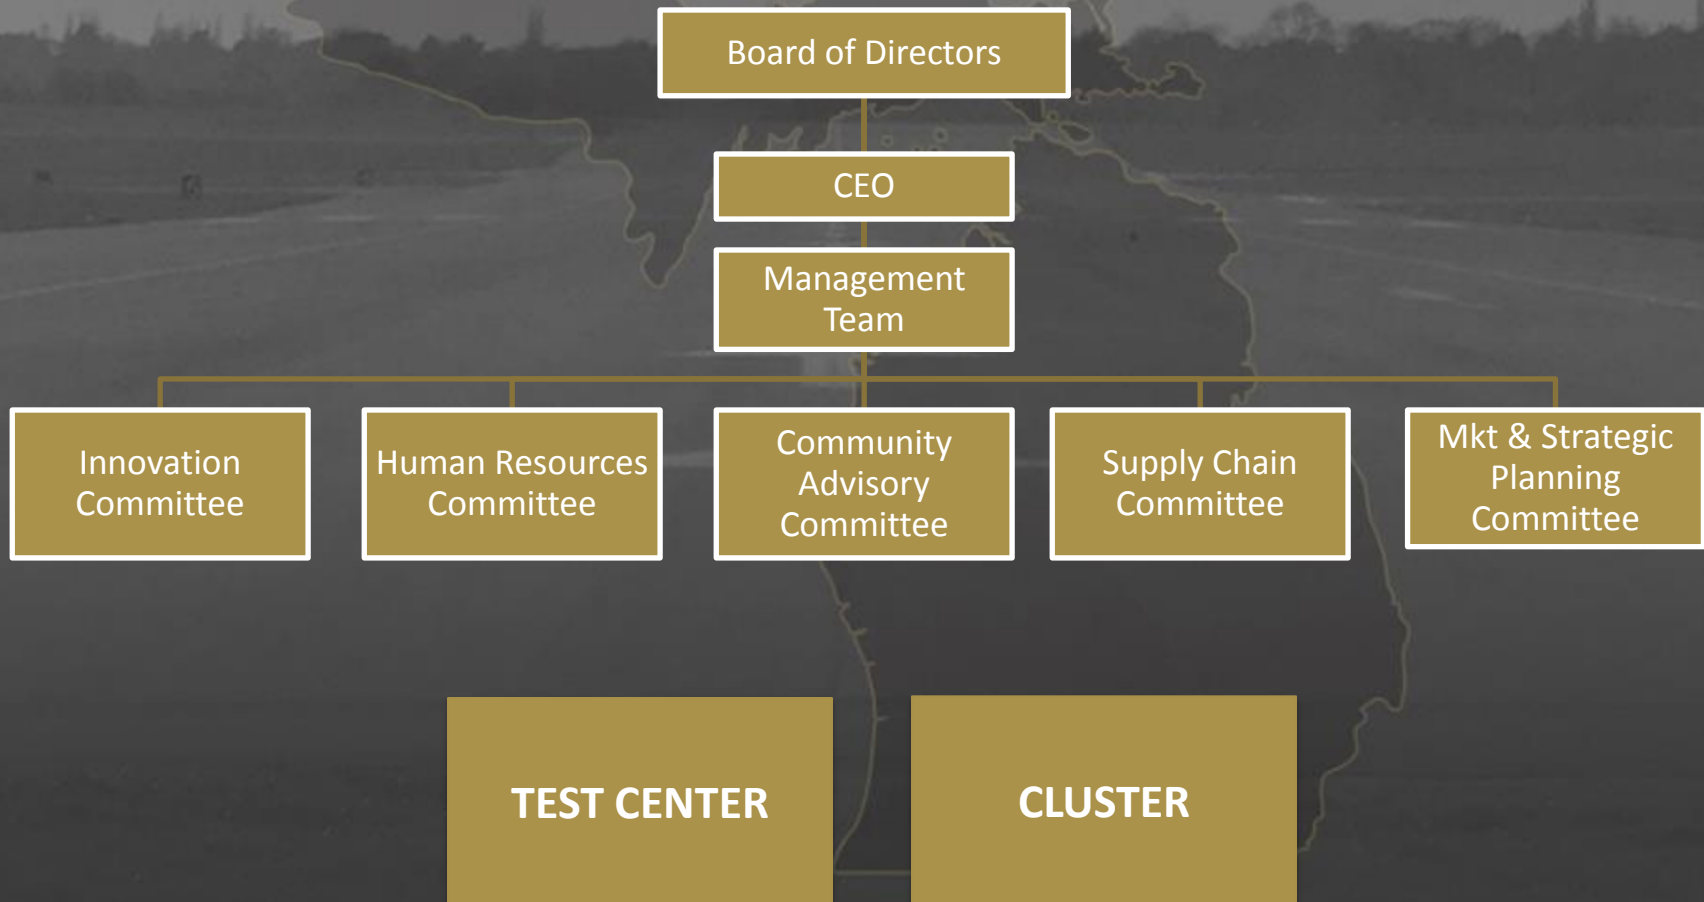 Board of Directors
CEO
Management
Team
Innovation
Committee
Human Resources
Committee
Community
Advisory
Committee
Supply Chain
Committee
Mkt & Strategic
Planning
Committee
TEST CENTER
CLUSTER